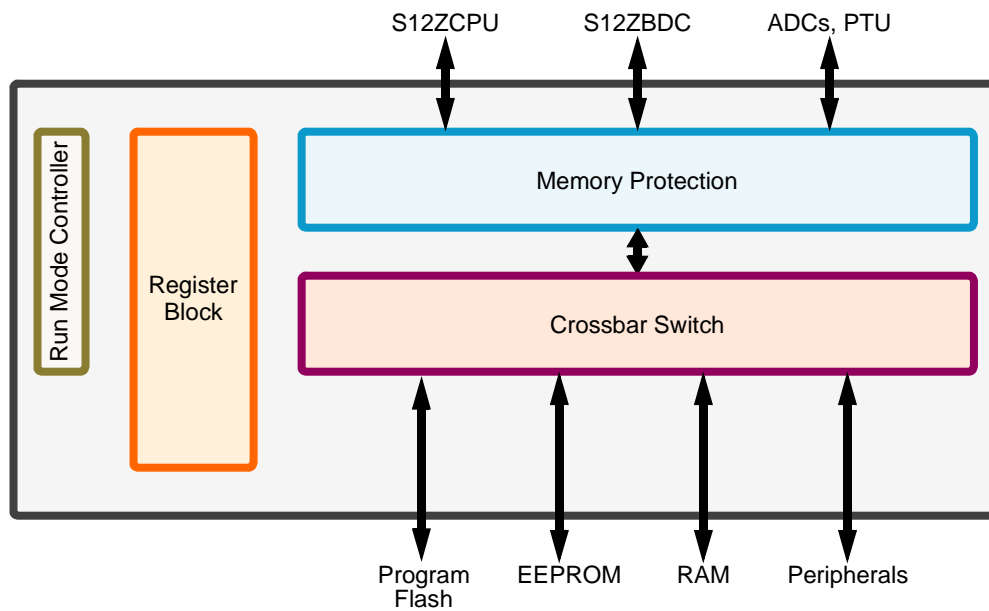 S12ZCPU
S12ZBDC
ADCs, PTU
Run Mode Controller
Register
Block
Memory Protection
Crossbar Switch
Program
Flash
EEPROM
RAM
Peripherals